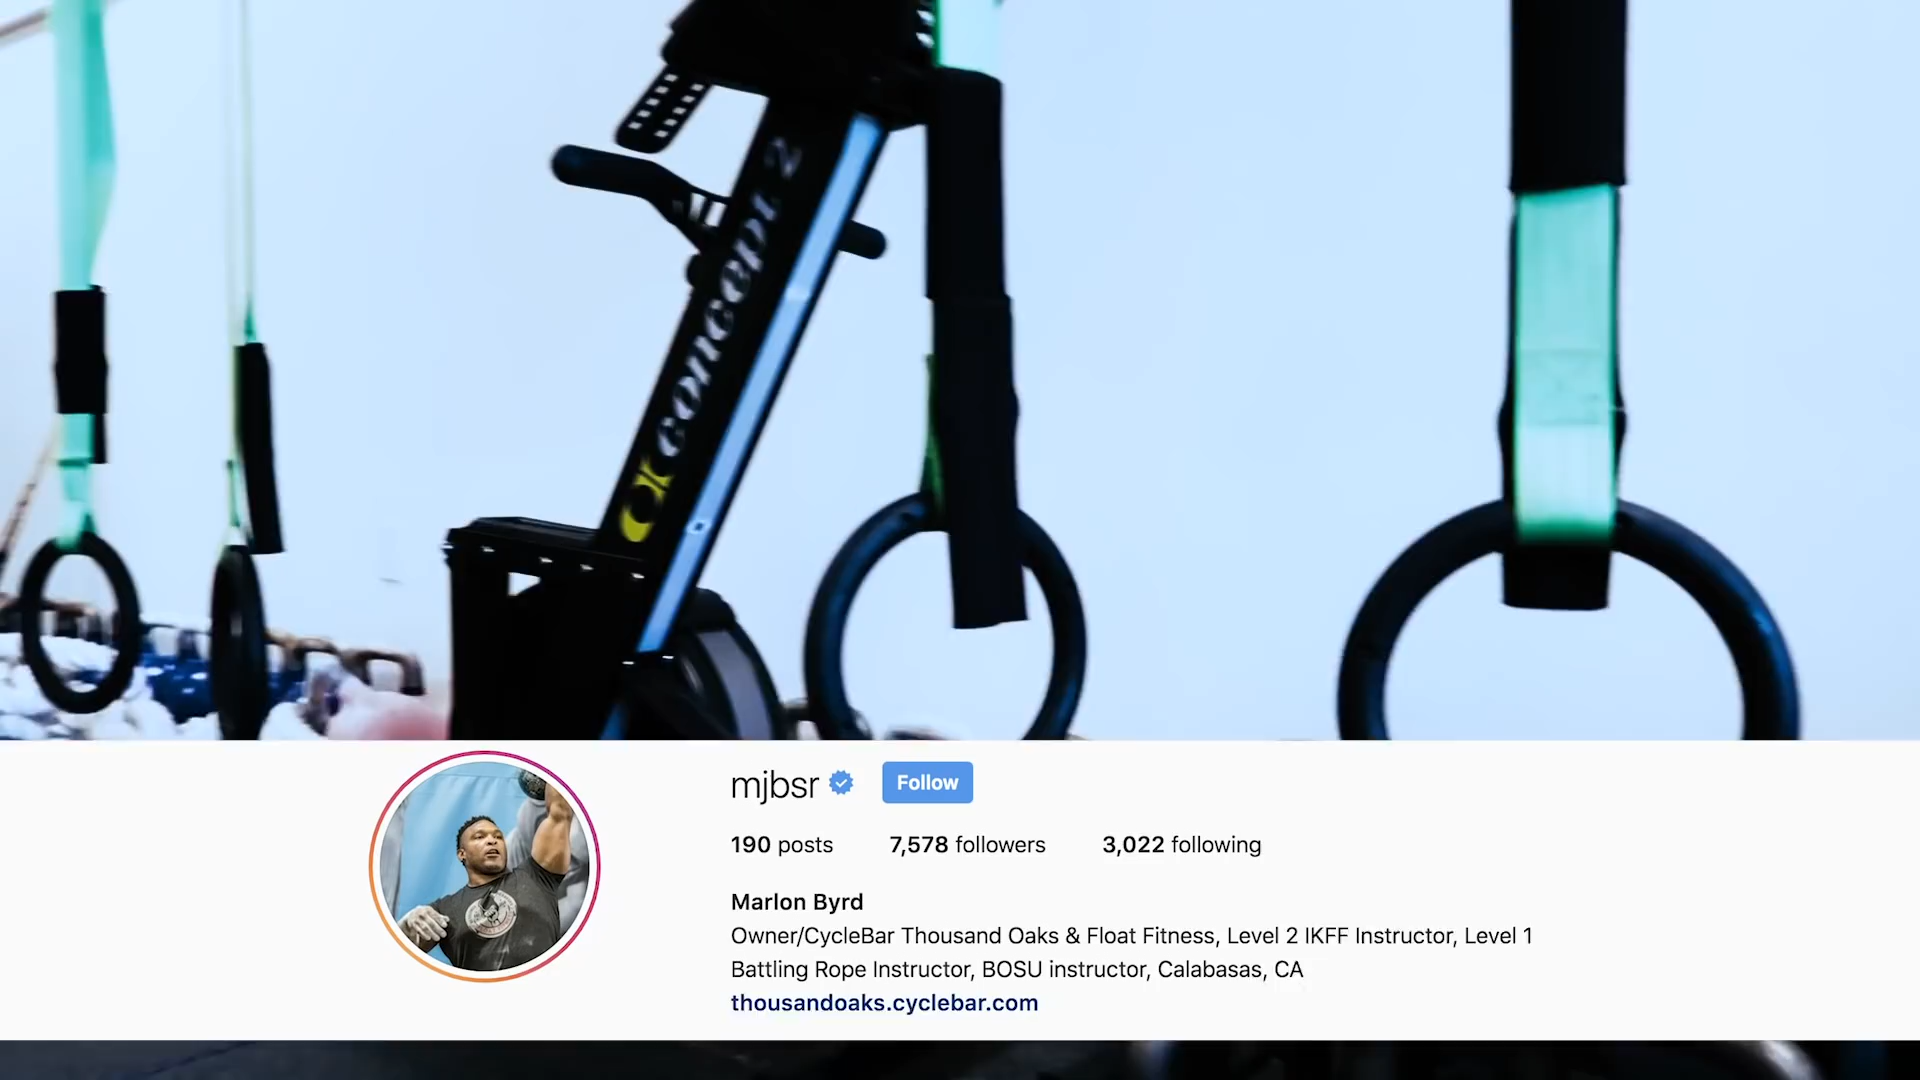 concept 2
mjbsr
Follow
190 posts 7,578 followers 3,022 following
Marlon Byrd
Owner/CycleBar Thousand Oaks & Float Fitness, Level 2 IKFF Instructor, Level 1
Battling Rope Instructor, BOSU instructor, Calabasas, CA
thousandoaks.cyclebar.com